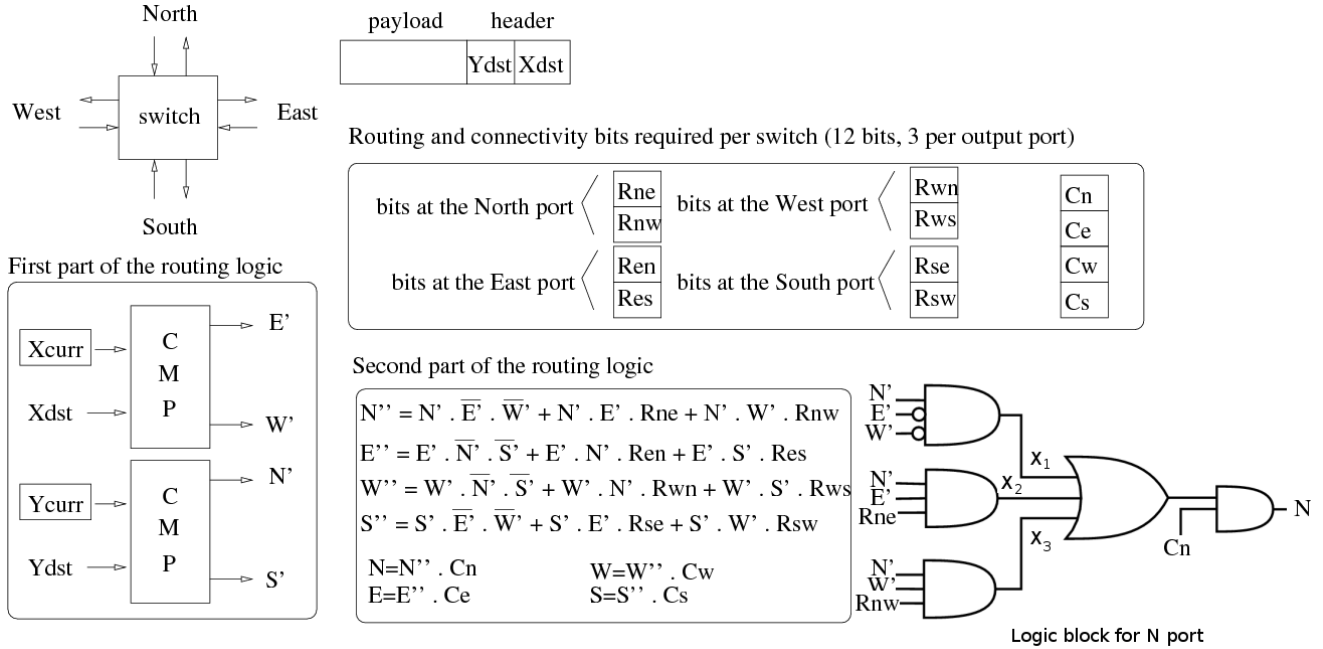 North
West
switch
East
South
payload header
Ydst Xdst
Routing and connectivity bits required per switch (12 bits, 3 per output port)
bits at the North port
Rne
Rnw
bits at the West port
Rwn
Rws
bits at the East port
Ren
Res
bits at the South port
Rse
Rsw
Cn
Ce
Cw
Cs
First part of the routing logic
Xcurr
Xdst
C
M
P
E'
W'
Ycurr
Ydst
C
M
P
N'
S'
Second part of the routing logic
N'' = N' . E̅' . W̅' + N' . E' . Rne + N' . W' . Rnw
E'' = E' . N̅' . S̅' + E' . N' . Ren + E' . S' . Res
W'' = W' . N̅' . S̅' + W' . N' . Rwn + W' . S' . Rws
S'' = S' . E̅' . W̅' + S' . E' . Rse + S' . W' . Rsw
N=N'' . Cn W=W'' . Cw
E=E'' . Ce S=S'' . Cs
N'
E'
W'
X₁
N'
E'
Rne
X₂
N'
W'
Rnw
X₃
Cn
N
Logic block for N port